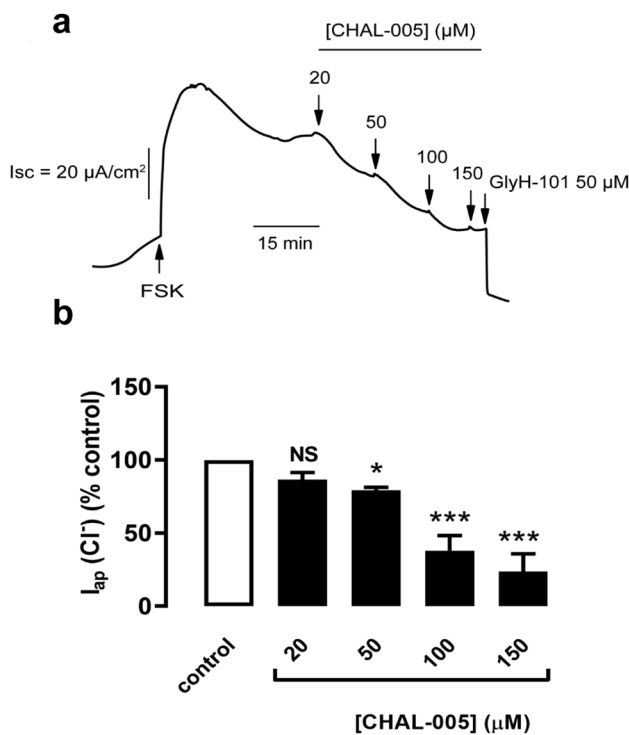 a
[CHAL-005] (µM)
20
50
100
150
GlyH-101 50 µM
Isc = 20 µA/cm²
15 min
FSK
b
Iap (Cl-) (% control)
150
100
50
0
NS
*
***
***
control
20
50
100
150
[CHAL-005] (µM)